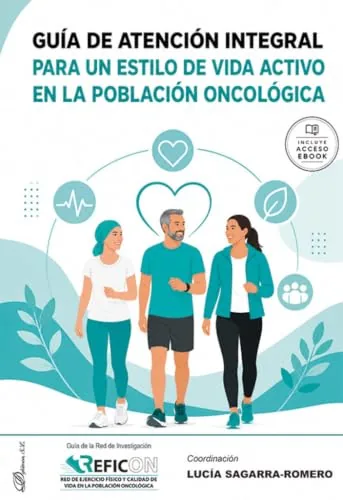 GUÍA DE ATENCIÓN INTEGRAL
PARA UN ESTILO DE VIDA ACTIVO
EN LA POBLACIÓN ONCOLÓGICA
INCLUYE
ACCESO
EBOOK
Guía de la Red de Investigación
REFICON
RED DE EJERCICIO FÍSICO Y CALIDAD
DE VIDA EN LA POBLACIÓN ONCOLÓGICA
Coordinación
LUCÍA SAGARRA-ROMERO
Dykinson, S.L.